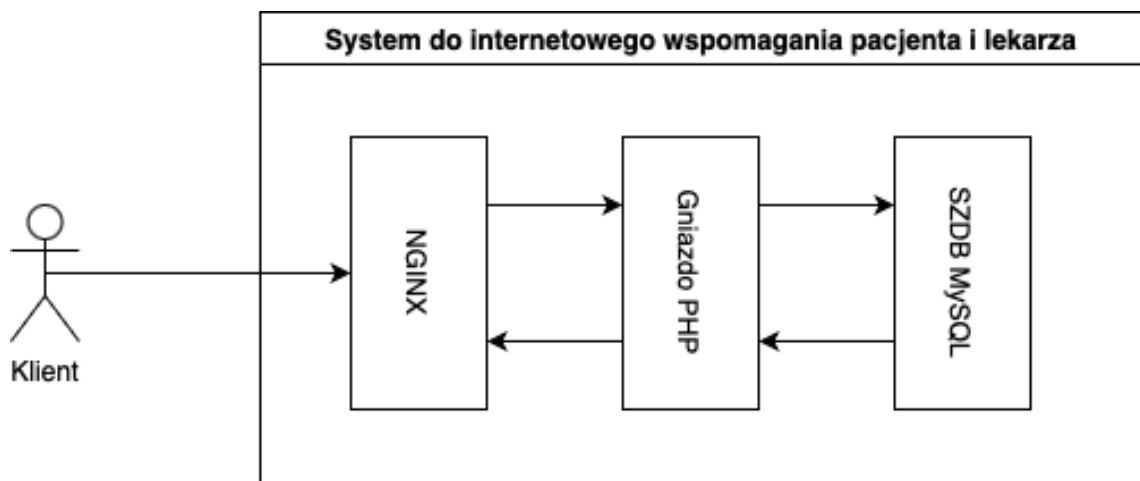 System do internetowego wspomagania pacjenta i lekarza
NGINX
Gniazdo PHP
SZDB MySQL
Klient